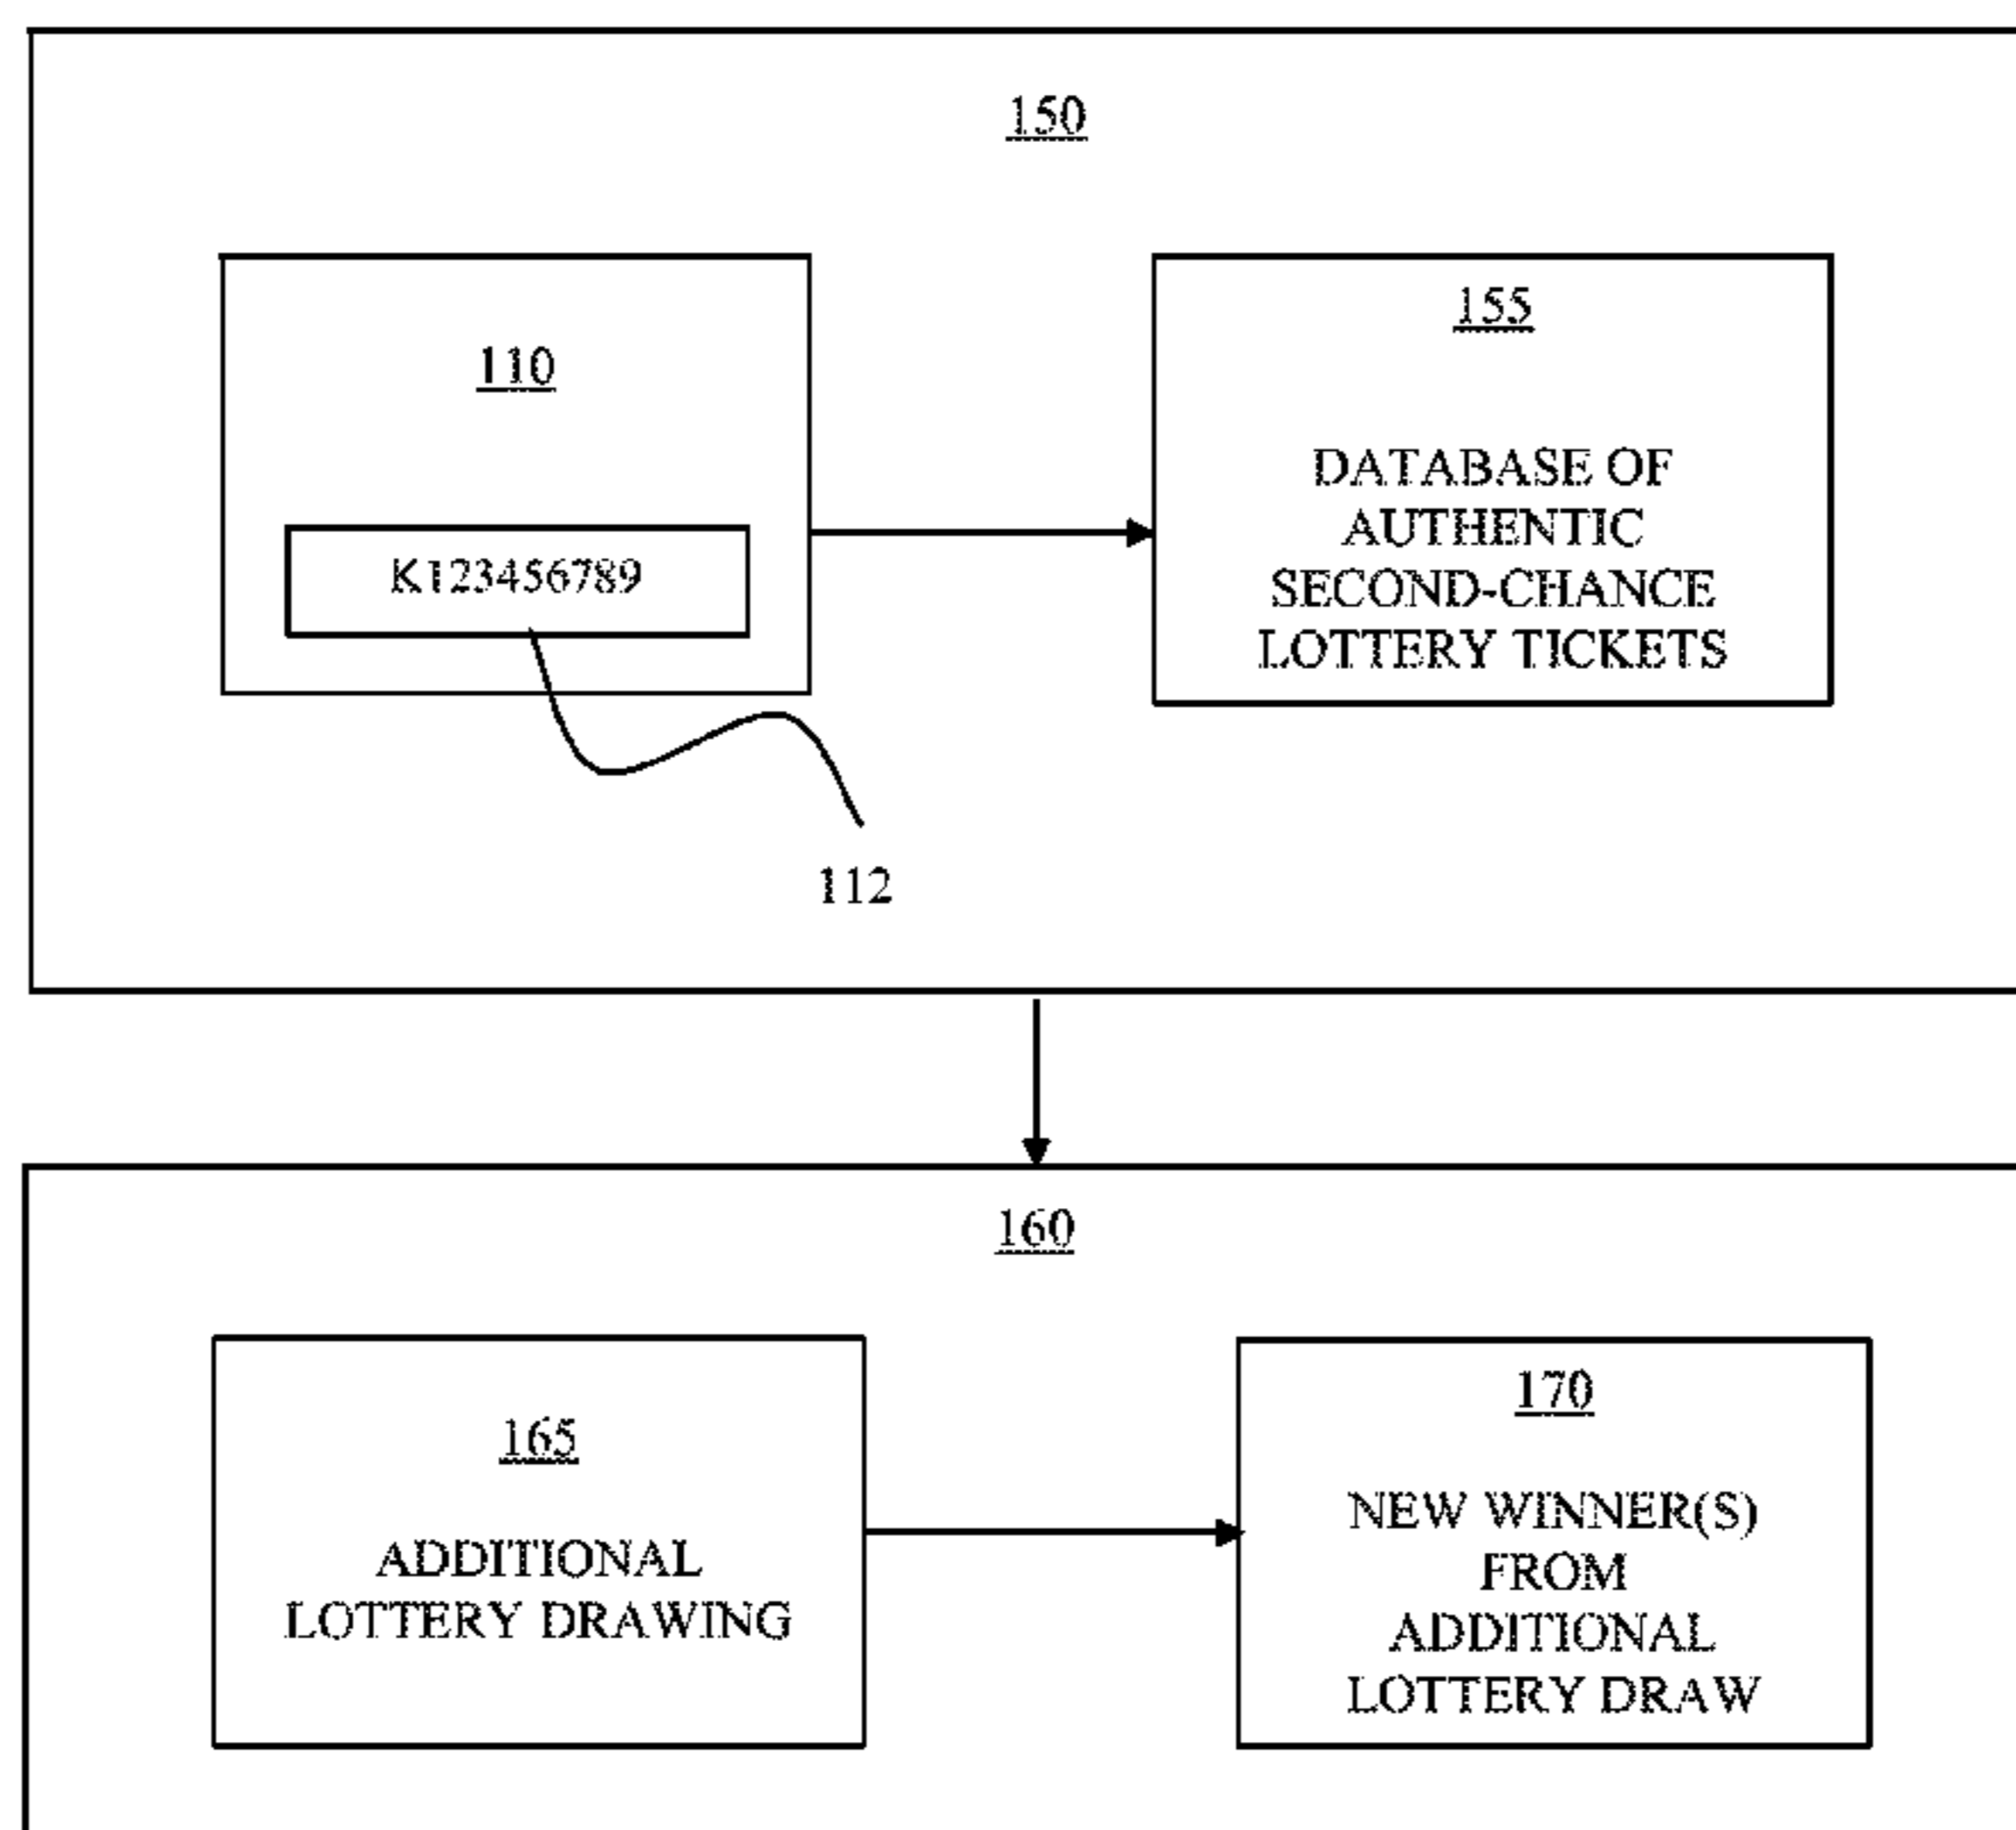 150
110
K123456789
112
155
DATABASE OF
AUTHENTIC
SECOND-CHANCE
LOTTERY TICKETS
160
165
ADDITIONAL
LOTTERY DRAWING
170
NEW WINNER(S)
FROM
ADDITIONAL
LOTTERY DRAW